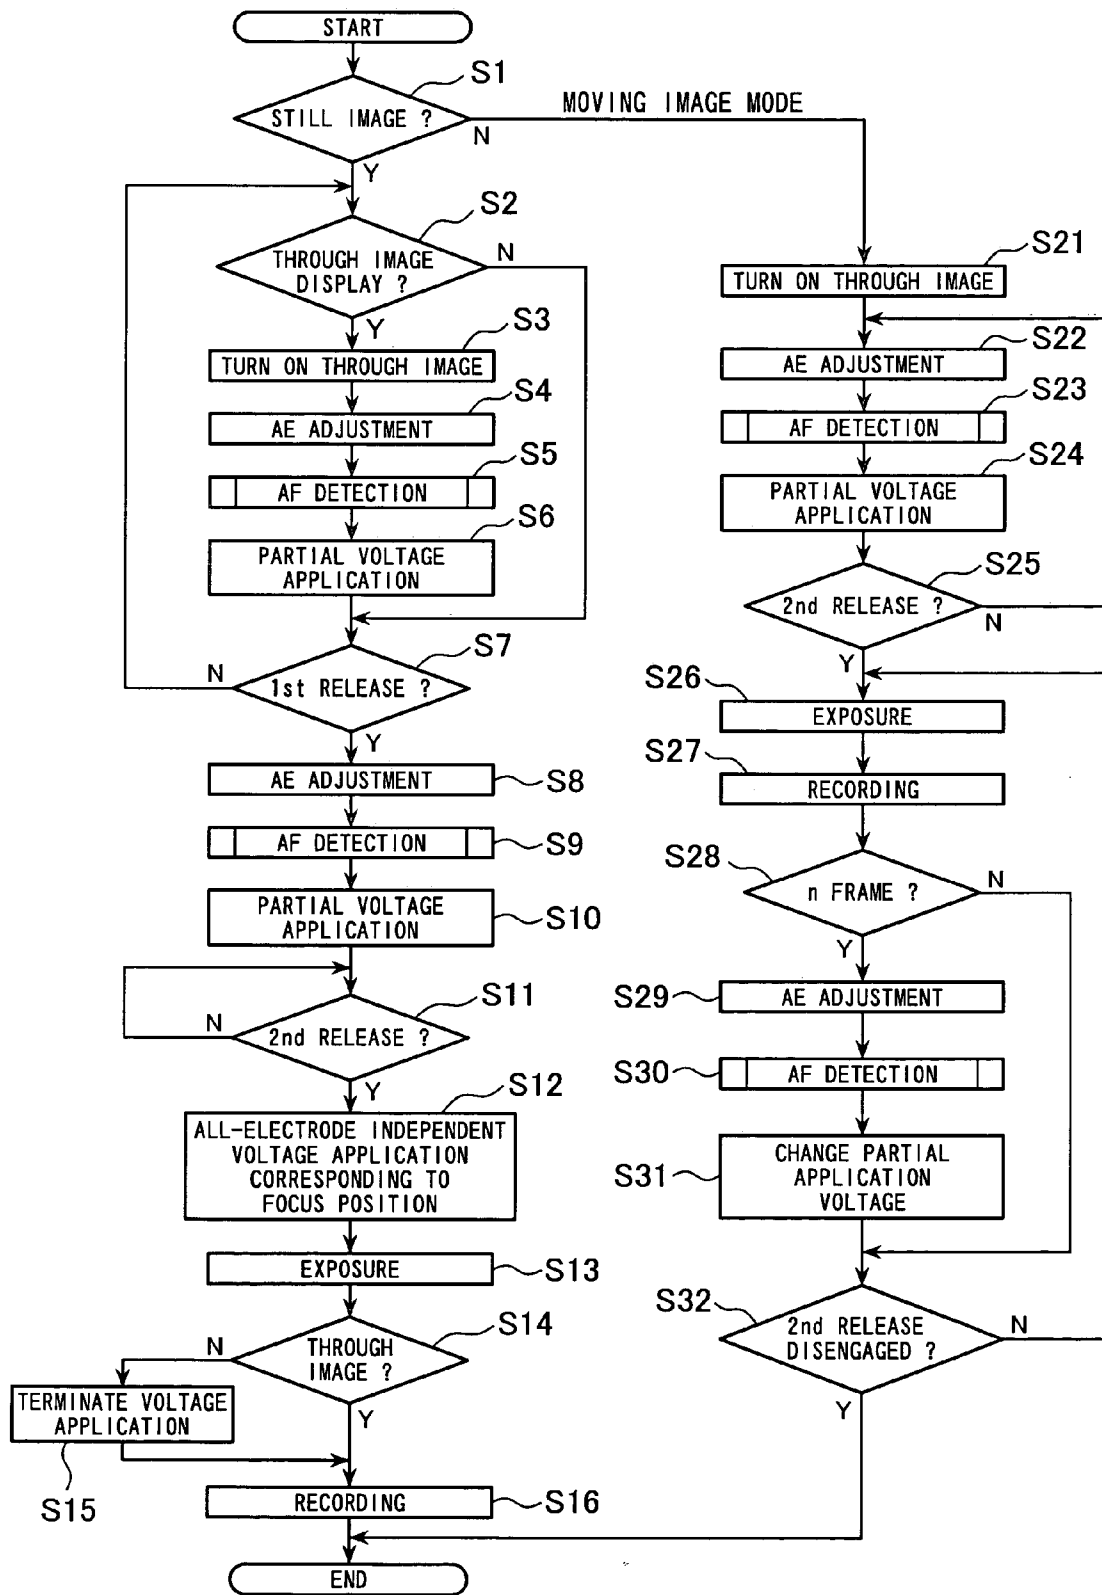 START
S1
STILL IMAGE ?
N
MOVING IMAGE MODE
Y
S2
THROUGH IMAGE
DISPLAY ?
N
Y
S3
TURN ON THROUGH IMAGE
S4
AE ADJUSTMENT
S5
AF DETECTION
S6
PARTIAL VOLTAGE
APPLICATION
S7
N
1st RELEASE ?
Y
AE ADJUSTMENT
S8
AF DETECTION
S9
PARTIAL VOLTAGE
APPLICATION
S10
S11
N
2nd RELEASE ?
Y
S12
ALL-ELECTRODE INDEPENDENT
VOLTAGE APPLICATION
CORRESPONDING TO
FOCUS POSITION
EXPOSURE
S13
S14
N
THROUGH
IMAGE ?
Y
TERMINATE VOLTAGE
APPLICATION
S15
RECORDING
S16
END
S21
TURN ON THROUGH IMAGE
S22
AE ADJUSTMENT
S23
AF DETECTION
S24
PARTIAL VOLTAGE
APPLICATION
S25
2nd RELEASE ?
N
Y
S26
EXPOSURE
S27
RECORDING
S28
n FRAME ?
N
Y
S29
AE ADJUSTMENT
S30
AF DETECTION
S31
CHANGE PARTIAL
APPLICATION
VOLTAGE
S32
2nd RELEASE
DISENGAGED ?
N
Y